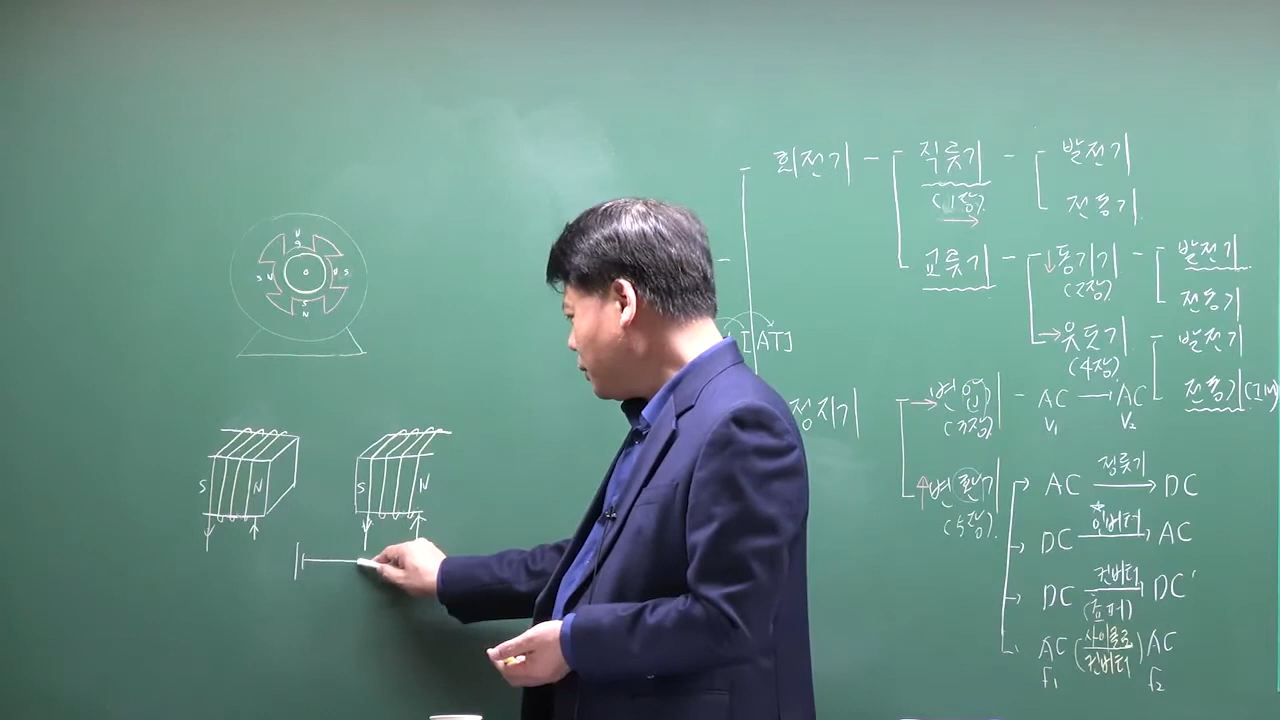 회전기 - 직류기 - 발전기
(1장)
전동기
교류기 - 동기기 - 발전기
(2장)
전동기
[AT]
유도기 발전기
(4장)
전동기
정지기
변압기 - AC → AC
(3장) V₁ V₂
변환기
(5장)
AC 정류기 → DC
DC 인버터 AC
DC 컨버터 DC'
(초퍼)
AC (사이클로 컨버터) AC
f₁ f₂
N
S
S N
N S
S
N
S N
S N